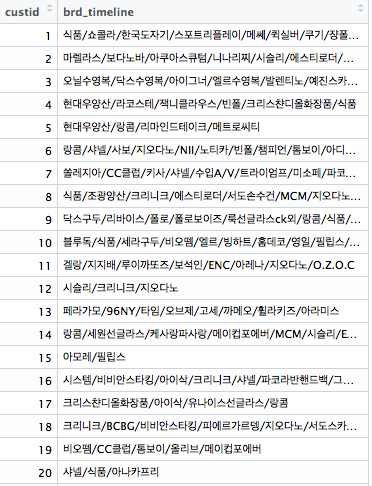 custid brd_timeline
1 식품/쇼콜라/한국도자기/스포트리플레이/메쎄/퀵실버/쿠기/장폴...
2 마렐라스/보다노바/아쿠아스큐텀/니나리찌/시슬리/에스티로더/...
3 오닐수영복/닥스수영복/아이그너/엘르수영복/발렌티노/예진스카...
4 현대우양산/라코스테/잭니클라우스/빈폴/크리스챤디올화장품/식품
5 현대우양산/랑콤/리마인드테이크/메트로씨티
6 랑콤/샤넬/사보/지오다노/NII/노티카/빈폴/챔피언/톰보이/아디...
7 쏠레지아/CC클럽/키사/샤넬/수입A/V/트라이엄프/미소페/파코...
8 식품/조광양산/크리니크/에스티로더/서도손수건/MCM/지오다노...
9 닥스구두/리바이스/폴로/폴로보이즈/룩선글라스ck외/랑콤/식품/...
10 블루독/식품/세라구두/비오뗌/엘르/빙하트/홈데코/영일/필립스/...
11 겔랑/지지배/루이까또즈/보석인/ENC/아레나/지오다노/O.Z.O.C
12 시슬리/크리니크/지오다노
13 페라가모/96NY/타임/오브제/고세/까메오/휠라키즈/아라미스
14 랑콤/세원선글라스/케사랑파사랑/메이컵포에버/MCM/시슬리/E...
15 아모레/필립스
16 시스템/비비안스타킹/아이삭/크리니크/샤넬/파코라반핸드백/그...
17 크리스챤디올화장품/아이삭/유나이스선글라스/랑콤
18 크리니크/BCBG/비비안스타킹/피에르가르뎅/지오다노/서도스카...
19 비오뗌/CC클럽/톰보이/올리브/메이컵포에버
20 샤넬/식품/아나카프리